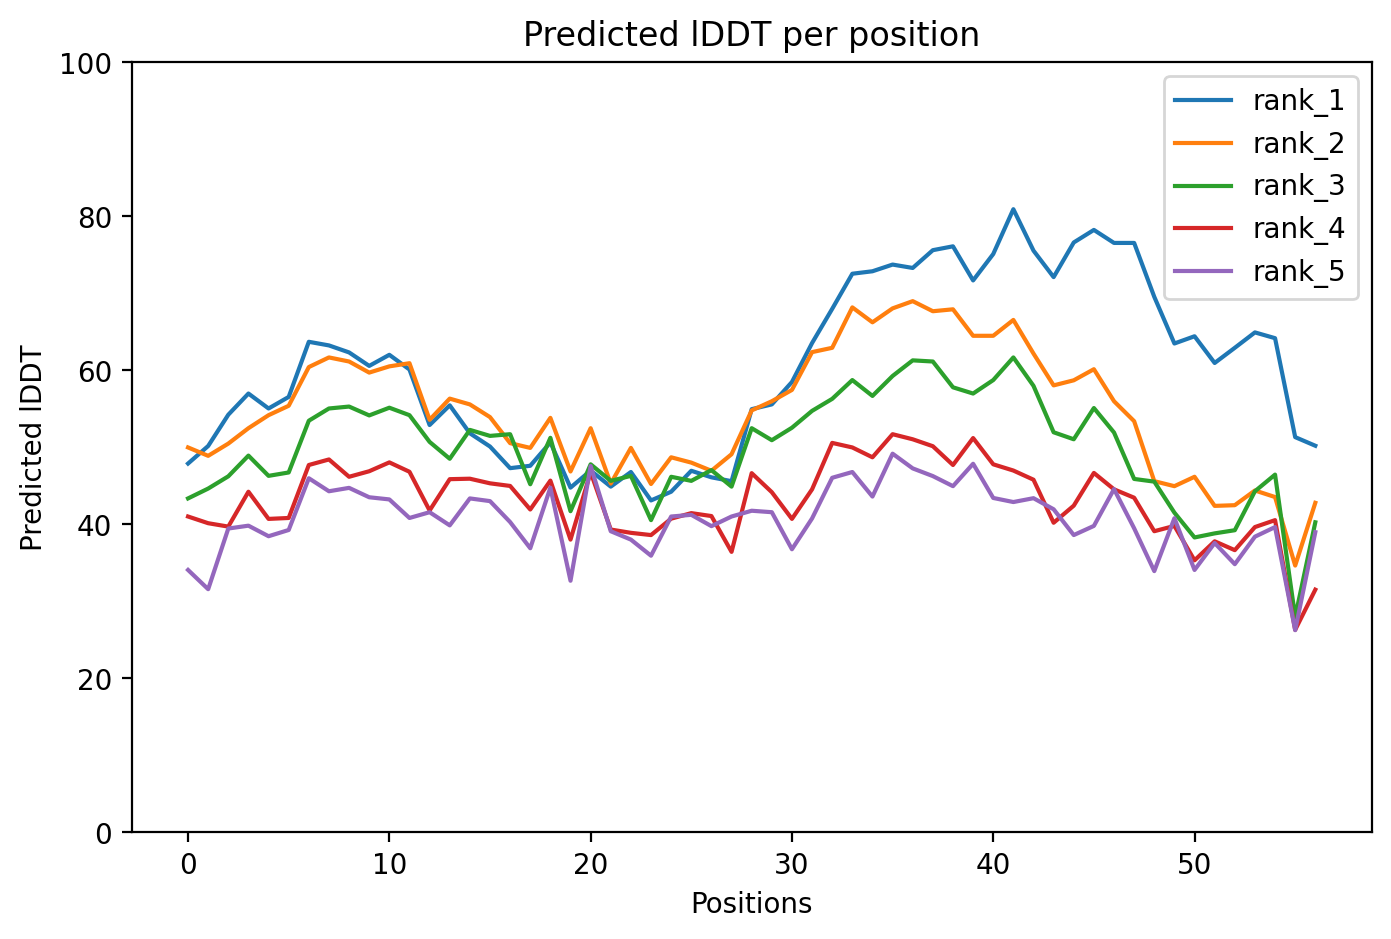 Predicted lDDT per position
100
80
60
40
20
0
Predicted lDDT
0 10 20 30 40 50
Positions
rank_1
rank_2
rank_3
rank_4
rank_5